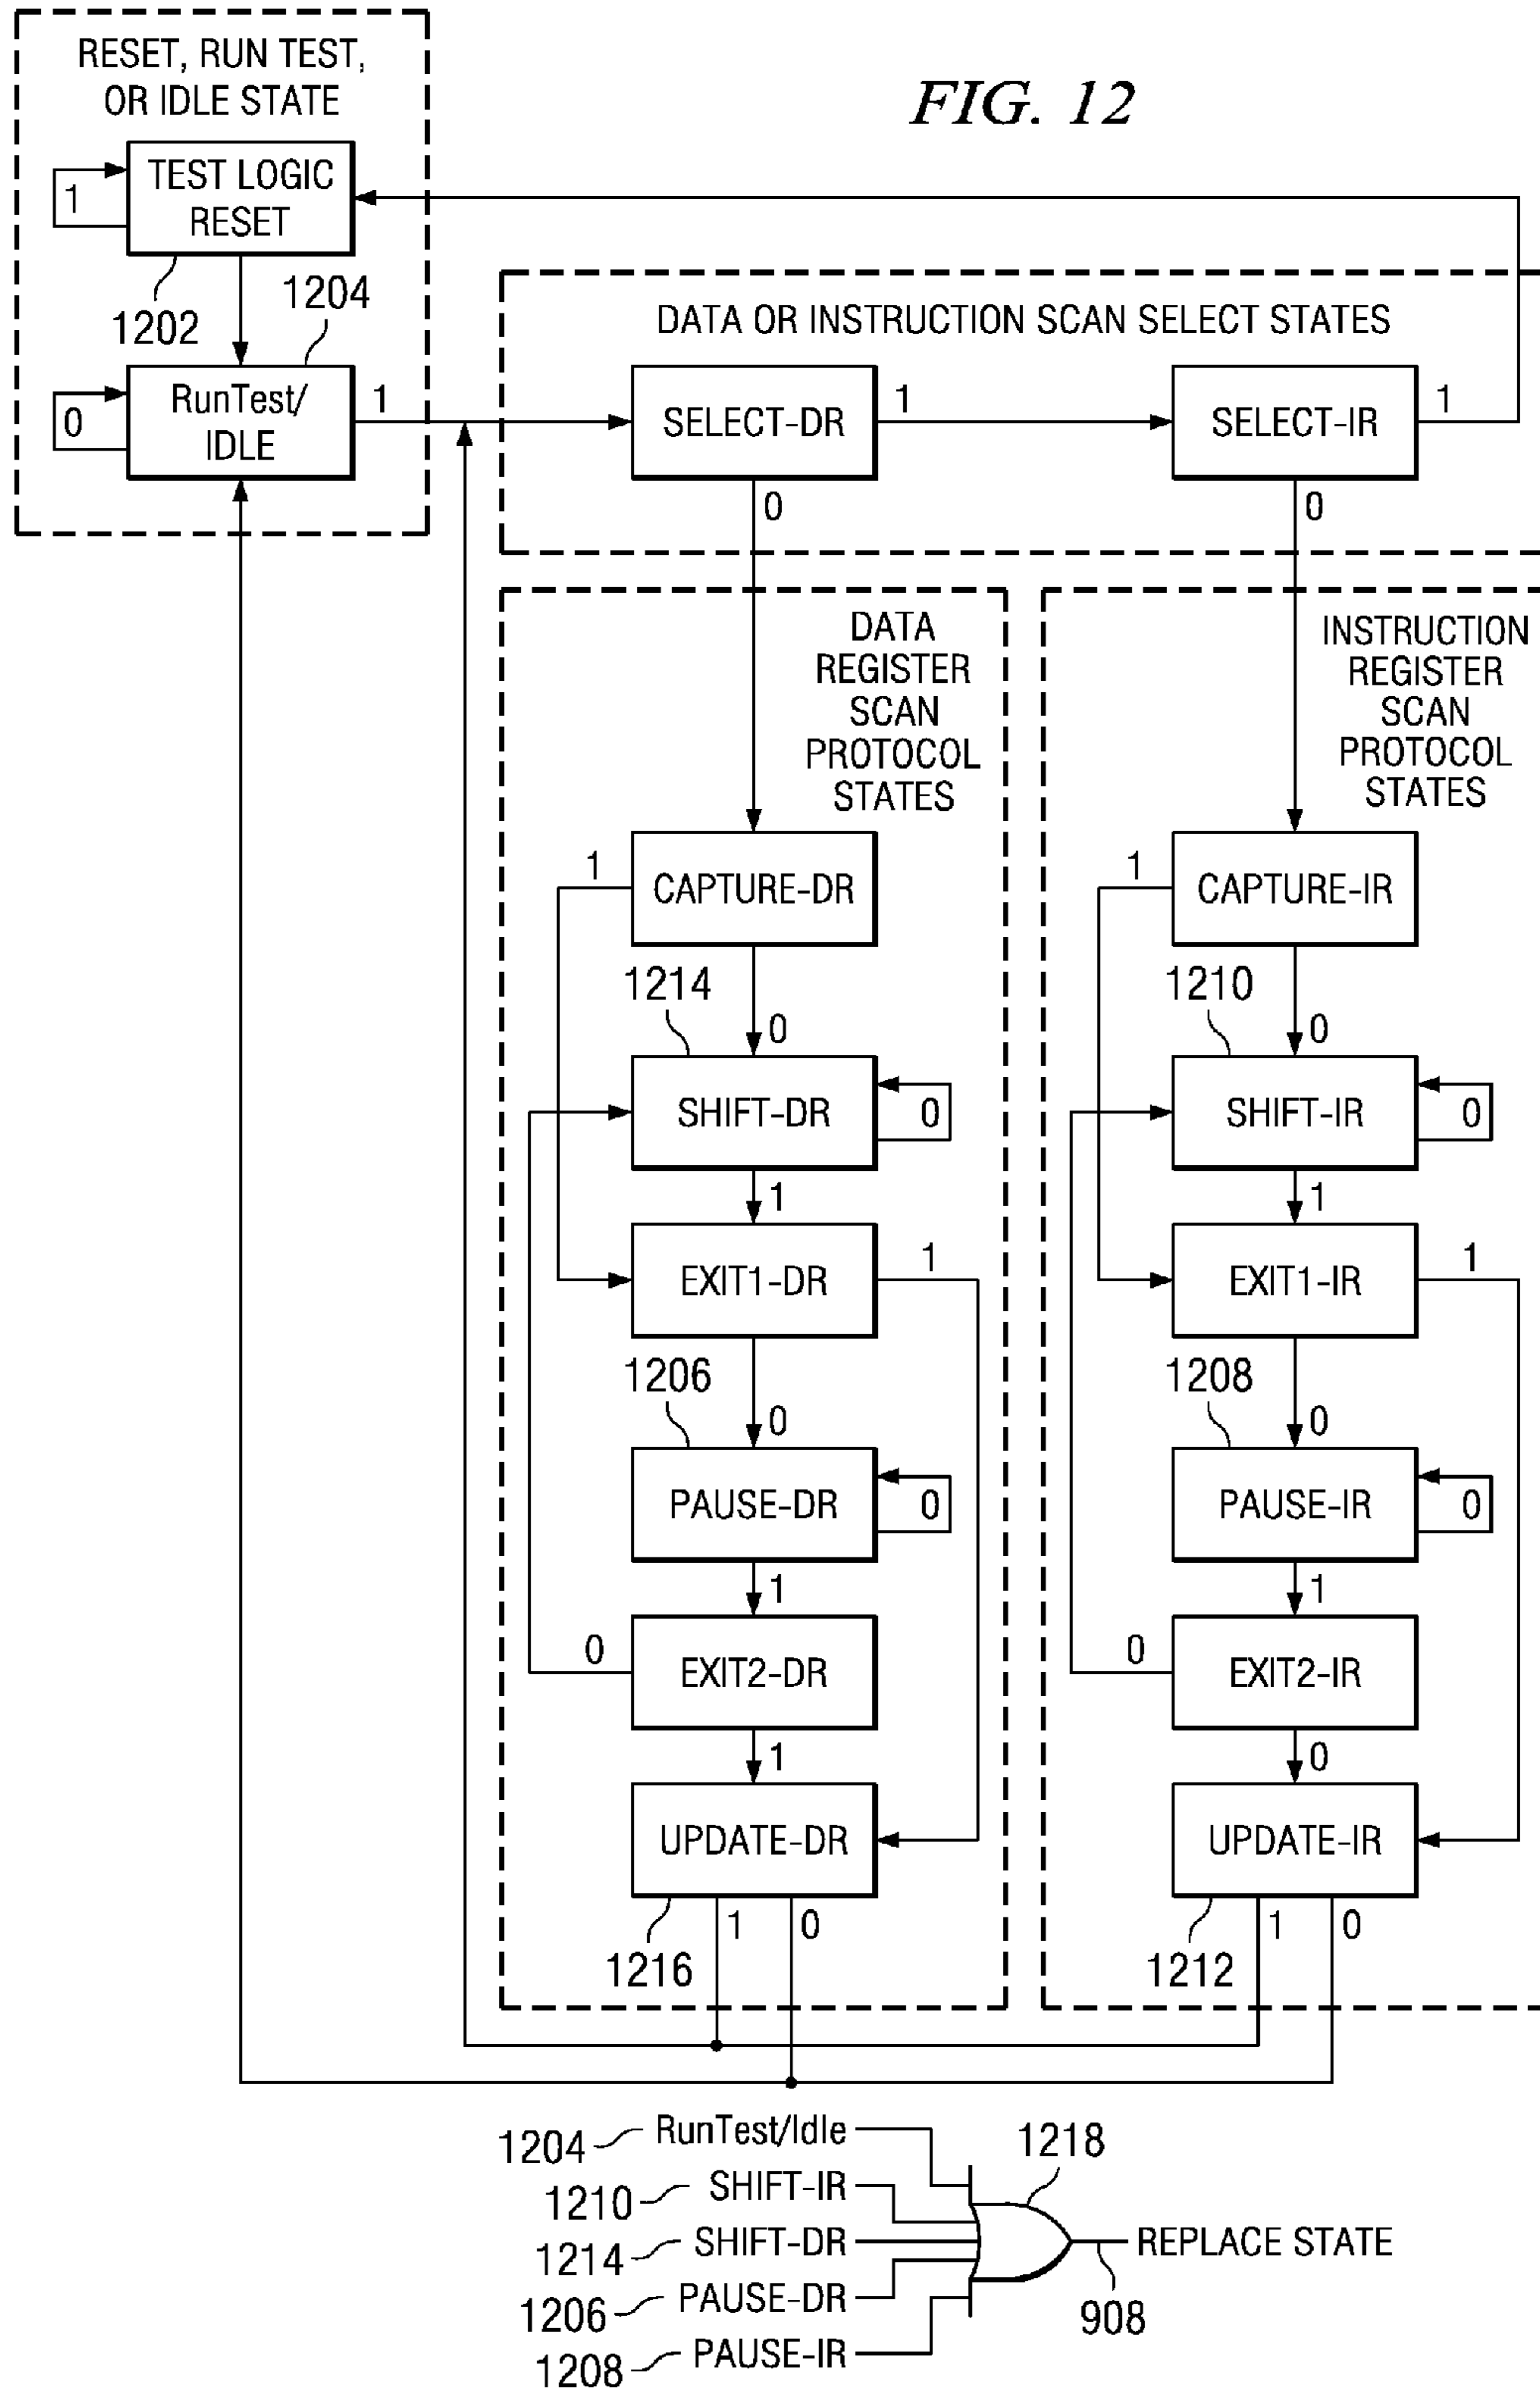 RESET, RUN TEST,
OR IDLE STATE
FIG. 12
TEST LOGIC
RESET
1
1202
1204
RunTest/
IDLE
0
1
DATA OR INSTRUCTION SCAN SELECT STATES
SELECT-DR
1
SELECT-IR
1
0
0
DATA
REGISTER
SCAN
PROTOCOL
STATES
INSTRUCTION
REGISTER
SCAN
PROTOCOL
STATES
1
CAPTURE-DR
1
CAPTURE-IR
1214
0
1210
0
SHIFT-DR
0
SHIFT-IR
0
1
1
EXIT1-DR
1
EXIT1-IR
1
1206
0
1208
0
PAUSE-DR
0
PAUSE-IR
0
1
1
0
EXIT2-DR
0
EXIT2-IR
1
0
UPDATE-DR
UPDATE-IR
1216
1
0
1212
1
0
1204
RunTest/Idle
1210
SHIFT-IR
1214
SHIFT-DR
1206
PAUSE-DR
1208
PAUSE-IR
1218
REPLACE STATE
908